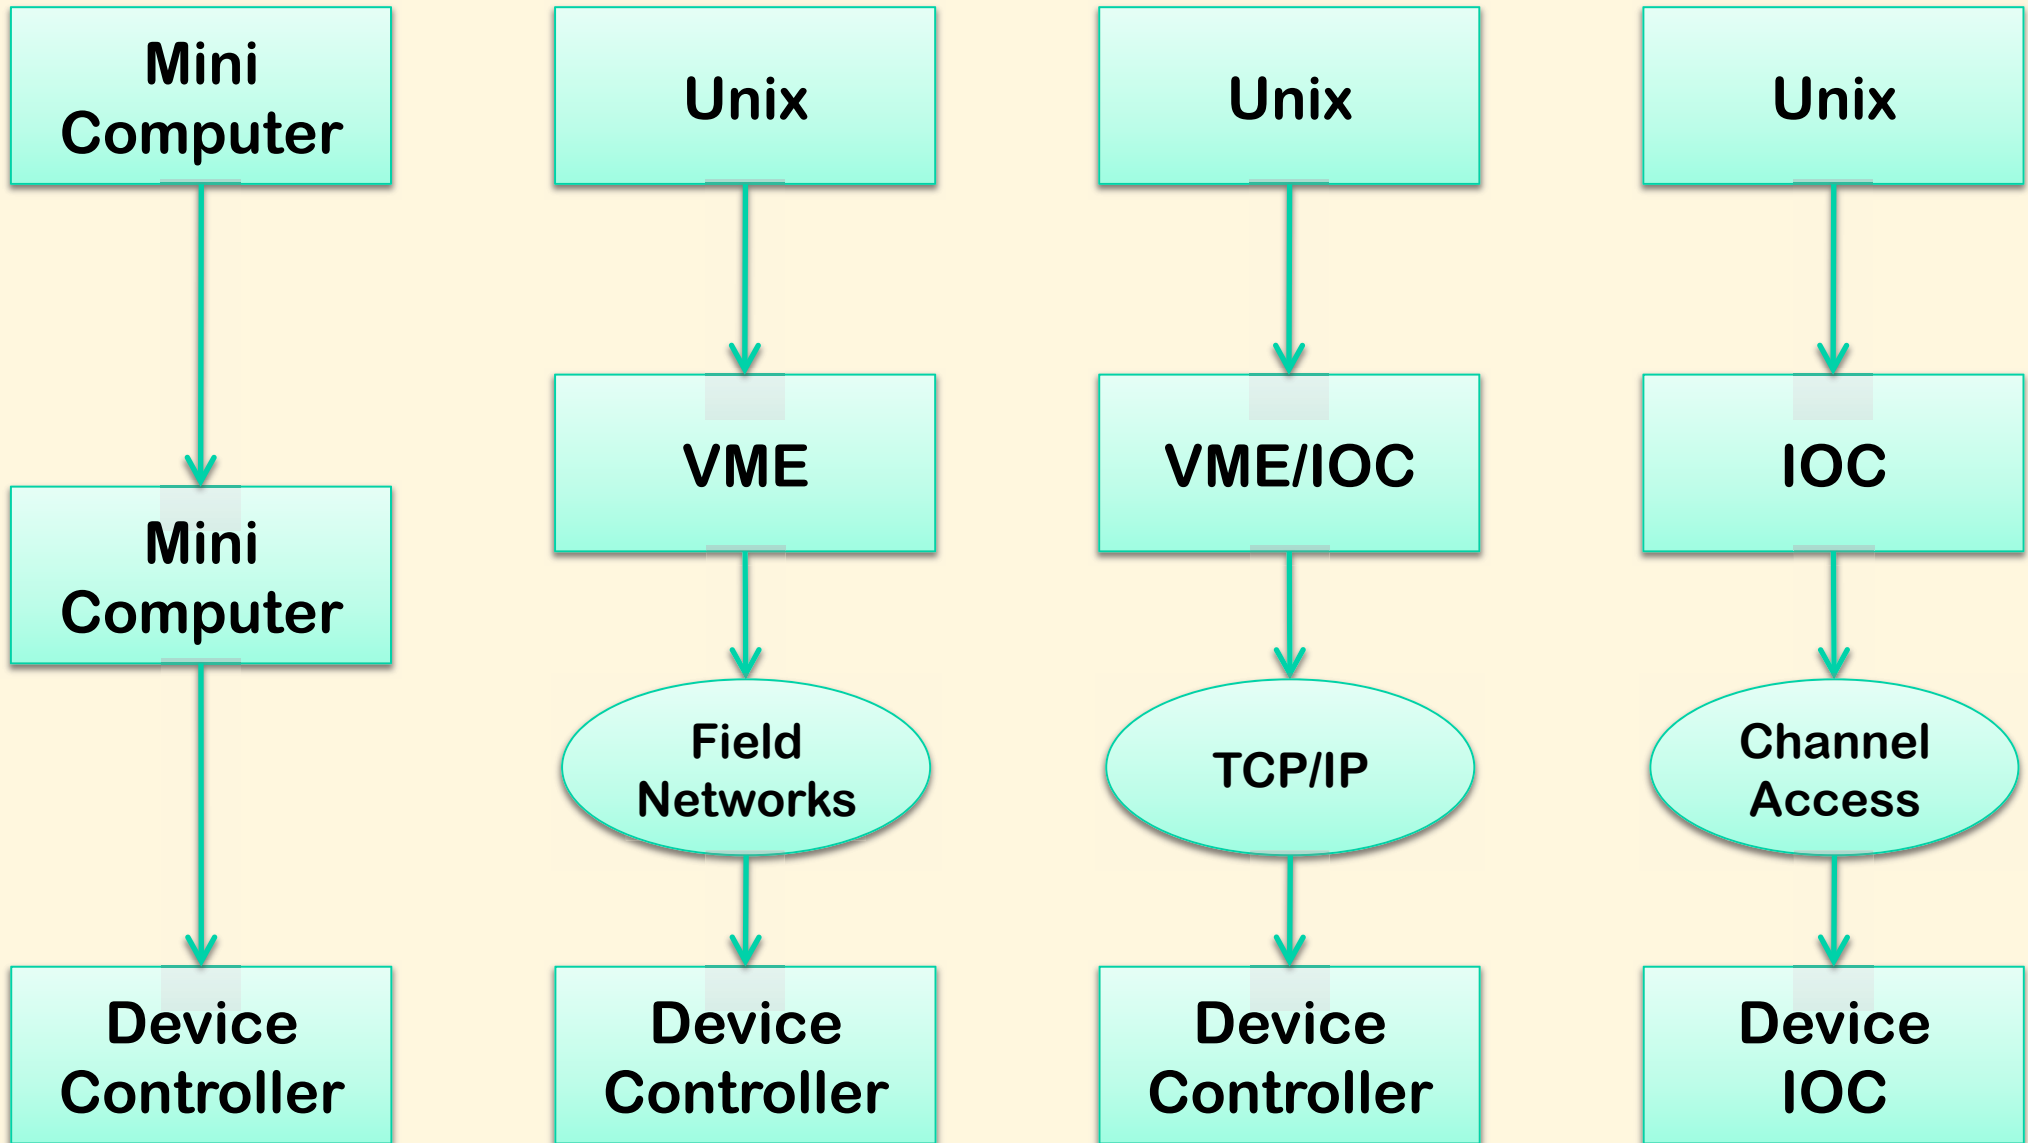 Mini
Computer
Unix
Unix
Unix
VME
VME/IOC
IOC
Mini
Computer
Field
Networks
TCP/IP
Channel
Access
Device
Controller
Device
Controller
Device
Controller
Device
IOC